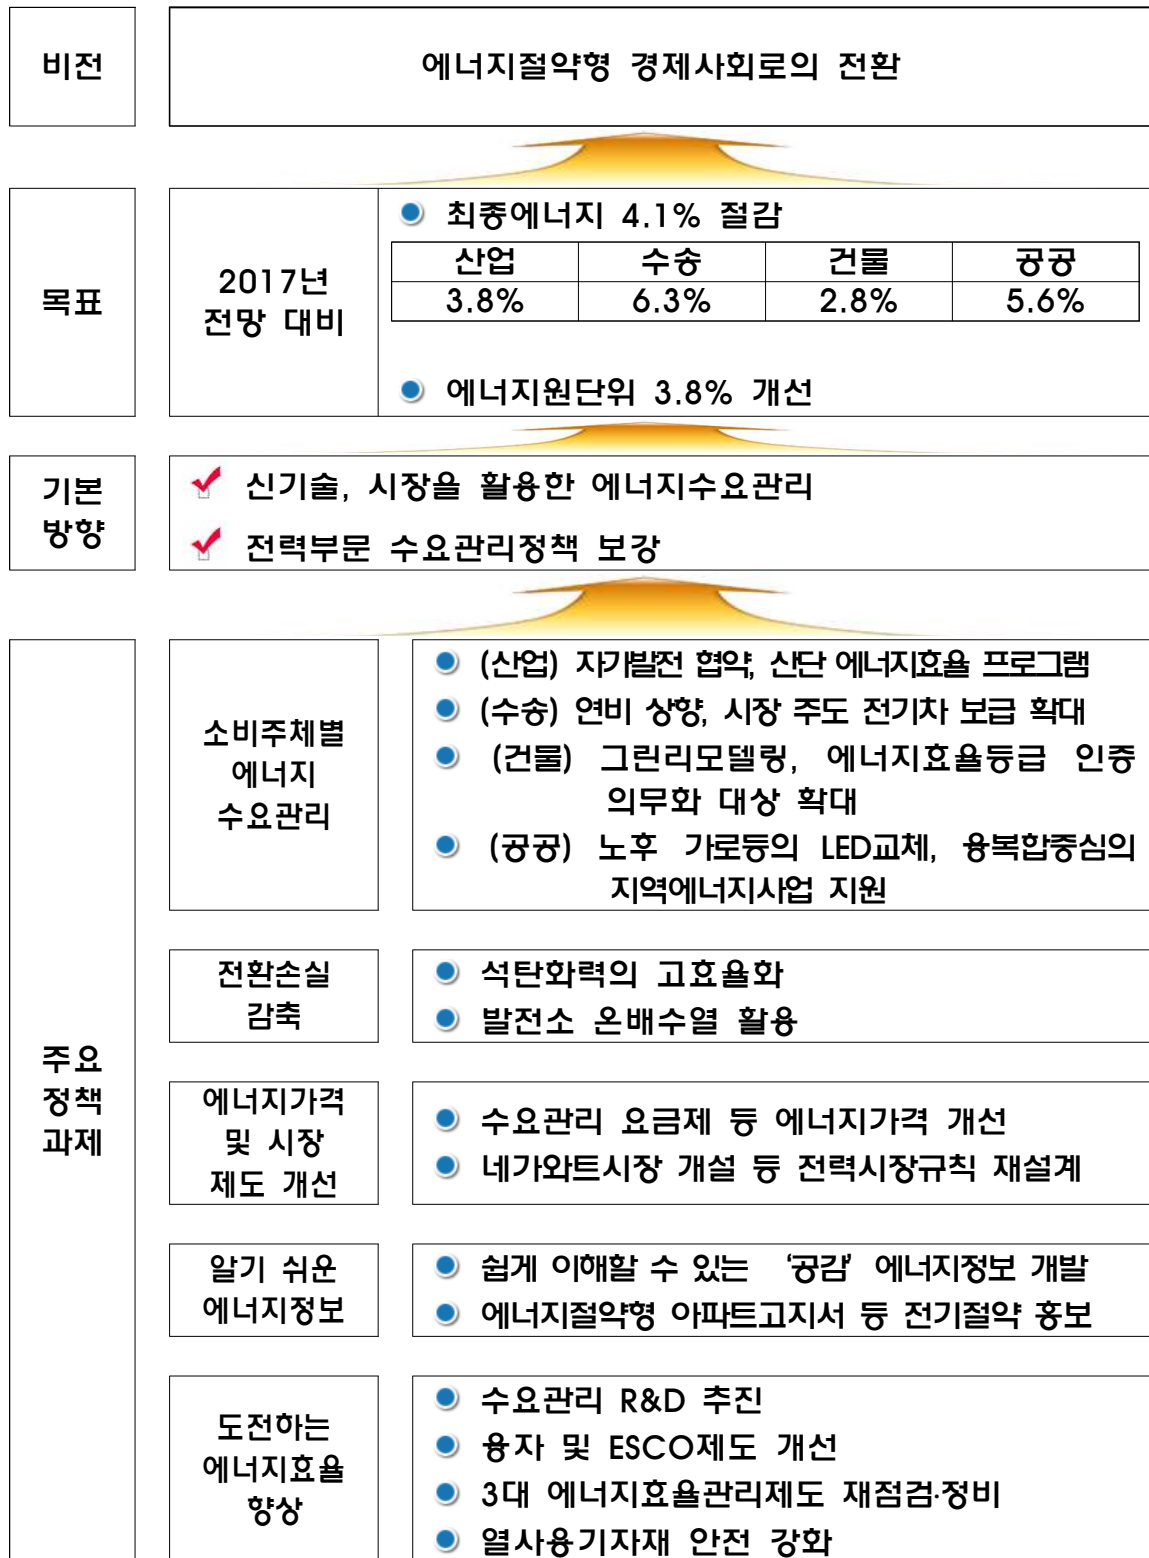 비전
에너지절약형 경제사회로의 전환
목표
2017년
전망 대비
최종에너지 4.1% 절감
산업 수송 건물 공공
3.8% 6.3% 2.8% 5.6%
에너지원단위 3.8% 개선
기본
방향
신기술, 시장을 활용한 에너지수요관리
전력부문 수요관리정책 보강
주요
정책
과제
소비주체별
에너지
수요관리
(산업) 자가발전 협약, 산단 에너지효율 프로그램
(수송) 연비 상향, 시장 주도 전기차 보급 확대
(건물) 그린리모델링, 에너지효율등급 인증
의무화 대상 확대
(공공) 노후 가로등의 LED교체, 융복합중심의
지역에너지사업 지원
전환손실
감축
석탄화력의 고효율화
발전소 온배수열 활용
에너지가격
및 시장
제도 개선
수요관리 요금제 등 에너지가격 개선
네가와트시장 개설 등 전력시장규칙 재설계
알기 쉬운
에너지정보
쉽게 이해할 수 있는 ‘공감’ 에너지정보 개발
에너지절약형 아파트고지서 등 전기절약 홍보
도전하는
에너지효율
향상
수요관리 R&D 추진
융자 및 ESCO제도 개선
3대 에너지효율관리제도 재점검·정비
열사용기자재 안전 강화